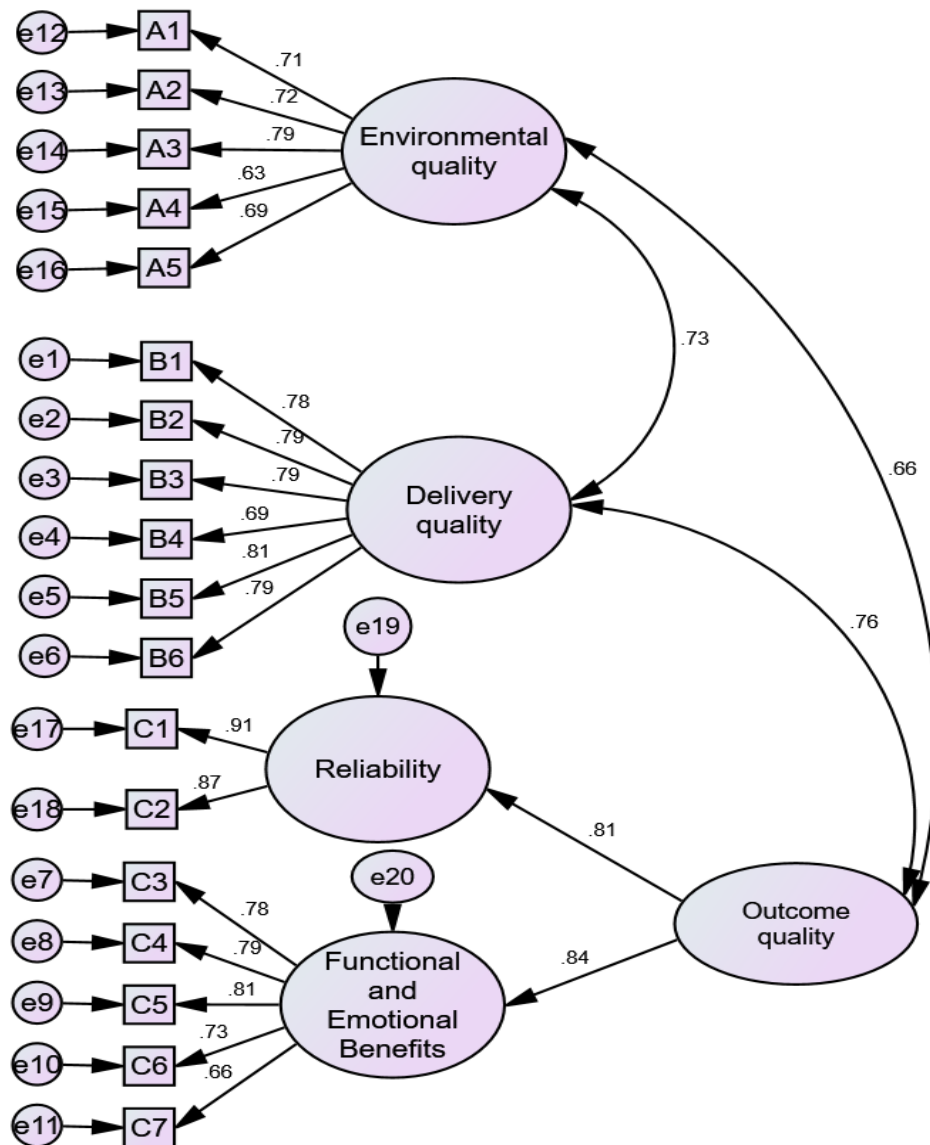 e12 A1
.71
e13 A2
.72
e14 A3
.79
e15 A4
.63
e16 A5
.69
Environmental
quality
.73
.66
e1 B1
.78
e2 B2
.79
e3 B3
.79
e4 B4
.69
e5 B5
.81
e6 B6
.79
Delivery
quality
.76
e19
e17 C1
.91
e18 C2
.87
Reliability
.81
e20
e7 C3
.78
e8 C4
.79
e9 C5
.81
e10 C6
.73
e11 C7
.66
Functional
and
Emotional
Benefits
.84
Outcome
quality